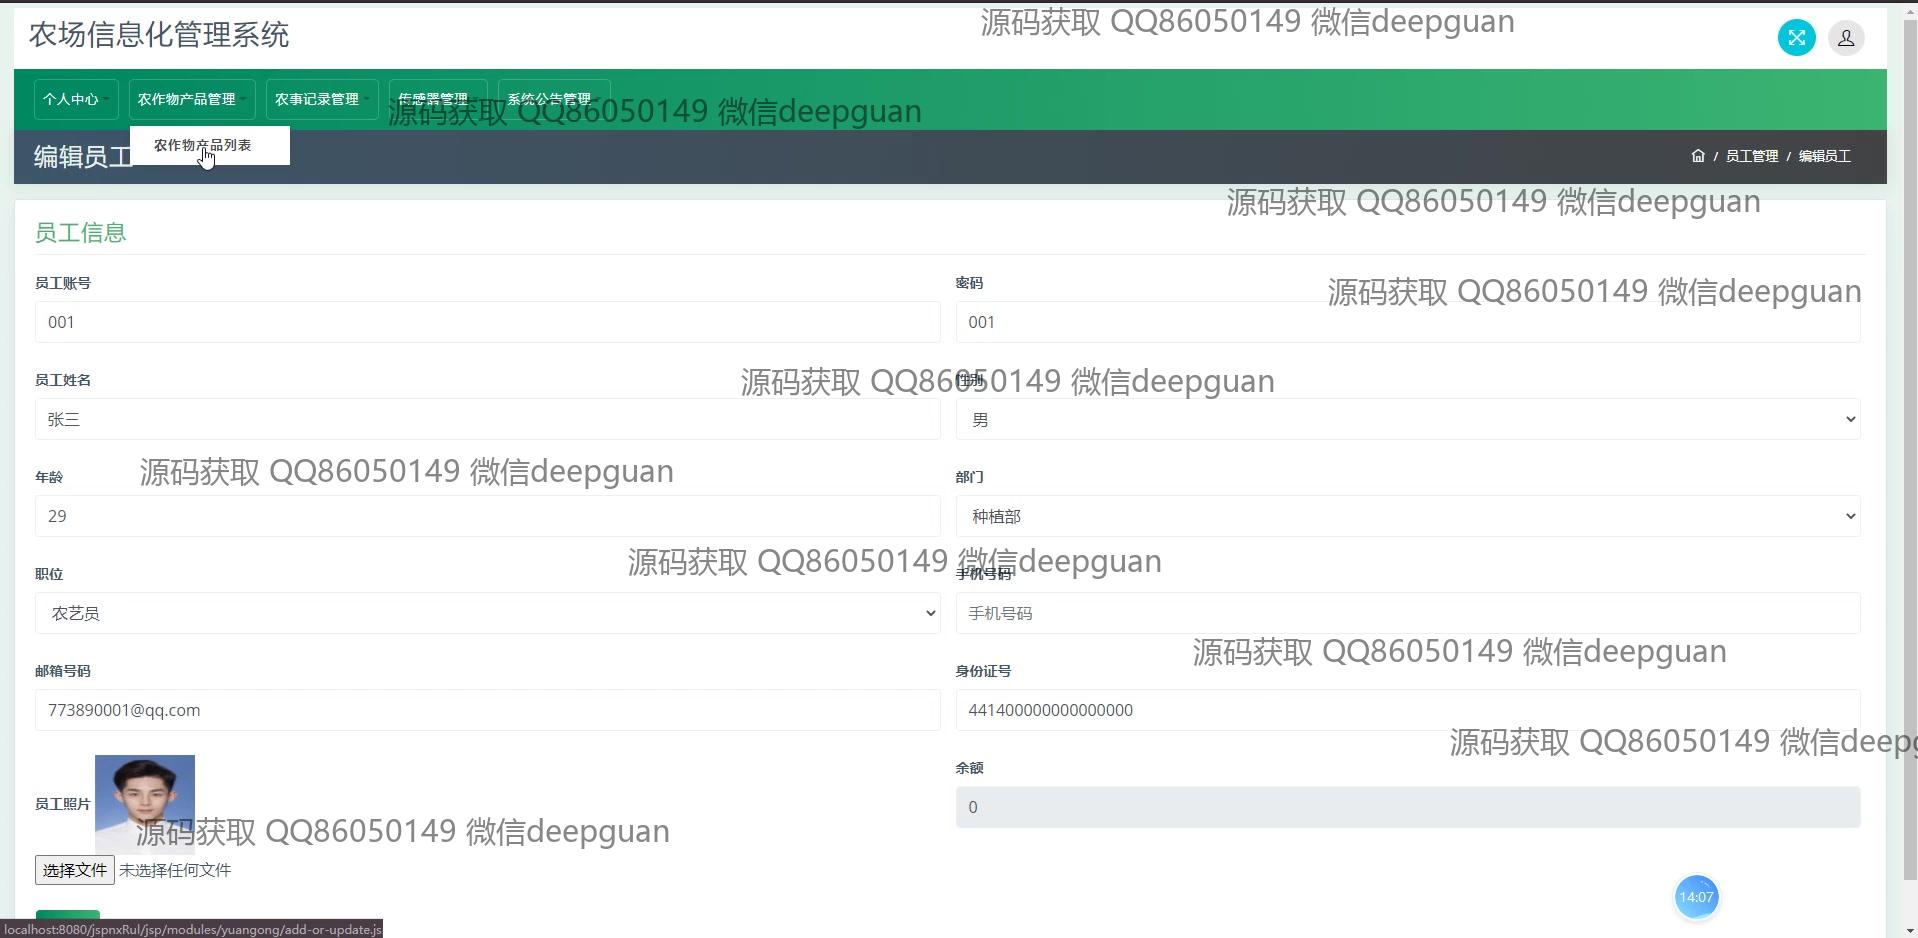 农场信息化管理系统
源码获取 QQ86050149 微信deepguan
个人中心 农作物产品管理 农事记录管理 传感器管理 系统公告管理
源码获取 QQ86050149 微信deepguan
农作物产品列表
编辑员工
/ 员工管理 / 编辑员工
源码获取 QQ86050149 微信deepguan
员工信息
员工账号 密码
源码获取 QQ86050149 微信deepguan
001 001
员工姓名 性别
源码获取 QQ86050149 微信deepguan
张三 男
年龄 部门
源码获取 QQ86050149 微信deepguan
29 种植部
源码获取 QQ86050149 微信deepguan
职位 手机号码
农艺员 手机号码
源码获取 QQ86050149 微信deepguan
邮箱号码 身份证号
773890001@qq.com 441400000000000000
源码获取 QQ86050149 微信deepg
余额
员工照片 0
源码获取 QQ86050149 微信deepguan
选择文件 未选择任何文件
14:07
localhost:8080/jspnxRul/jsp/modules/yuangong/add-or-update.js